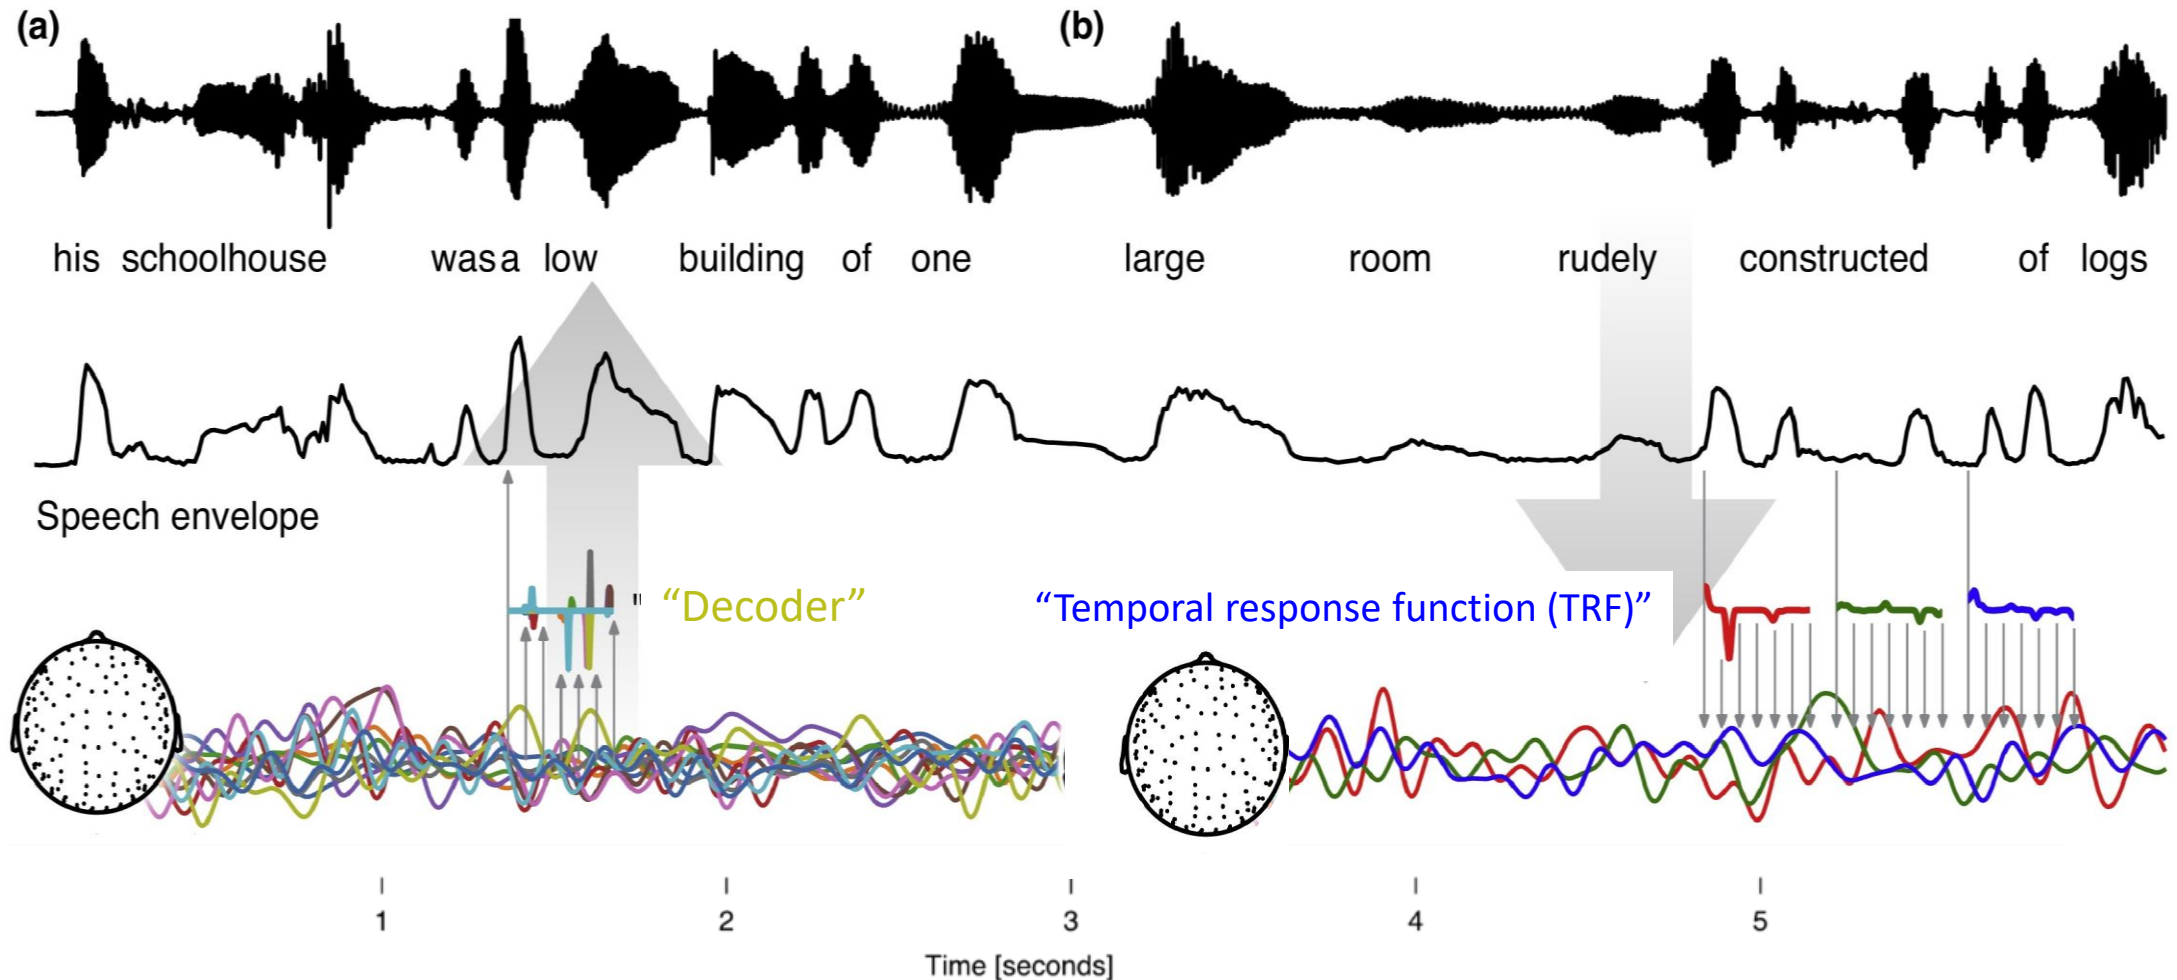 (a) (b)
his schoolhouse was a low building of one large room rudely constructed of logs
Speech envelope
" “Decoder” “Temporal response function (TRF)”
1 2 3 4 5
Time [seconds]